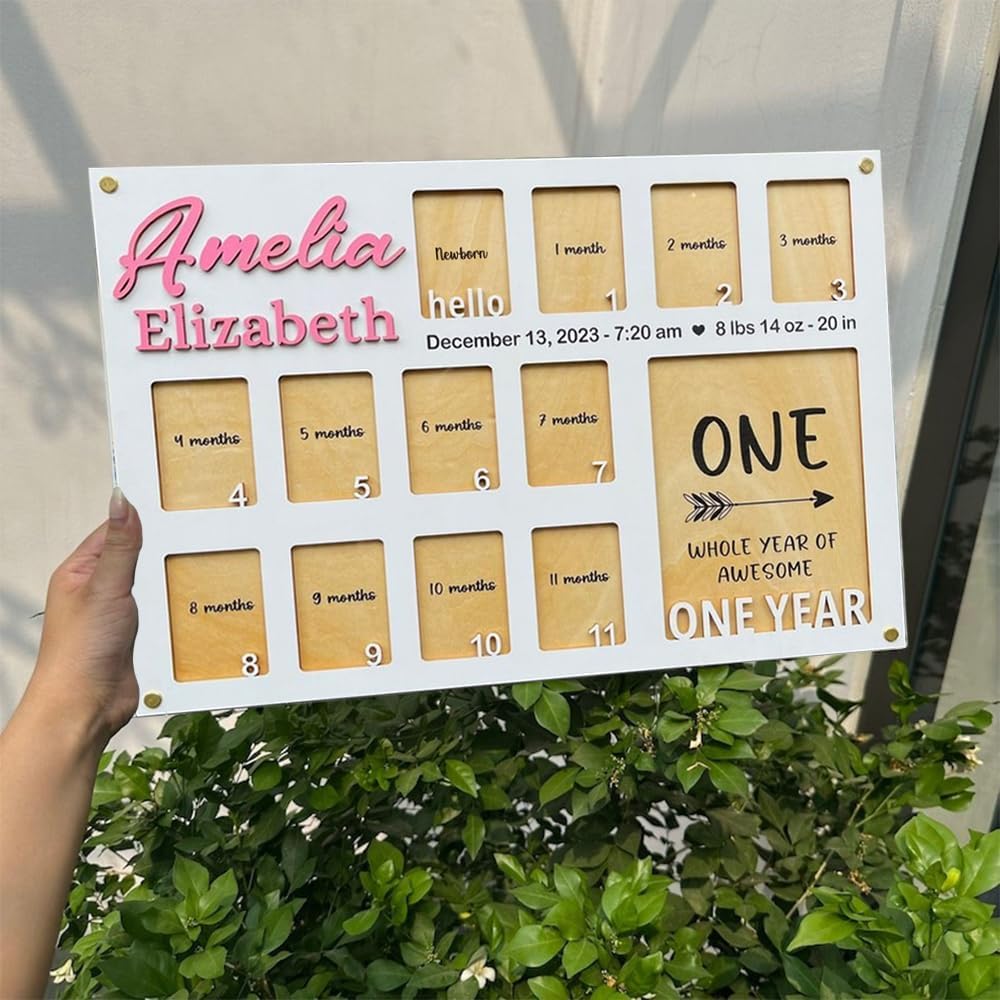 Amelia
Elizabeth
Newborn
hello
1 month
1
2 months
2
3 months
3
December 13, 2023 - 7:20 am ♥ 8 lbs 14 oz - 20 in
4 months
4
5 months
5
6 months
6
7 months
7
8 months
8
9 months
9
10 months
10
11 months
11
ONE
WHOLE YEAR OF
AWESOME
ONE YEAR